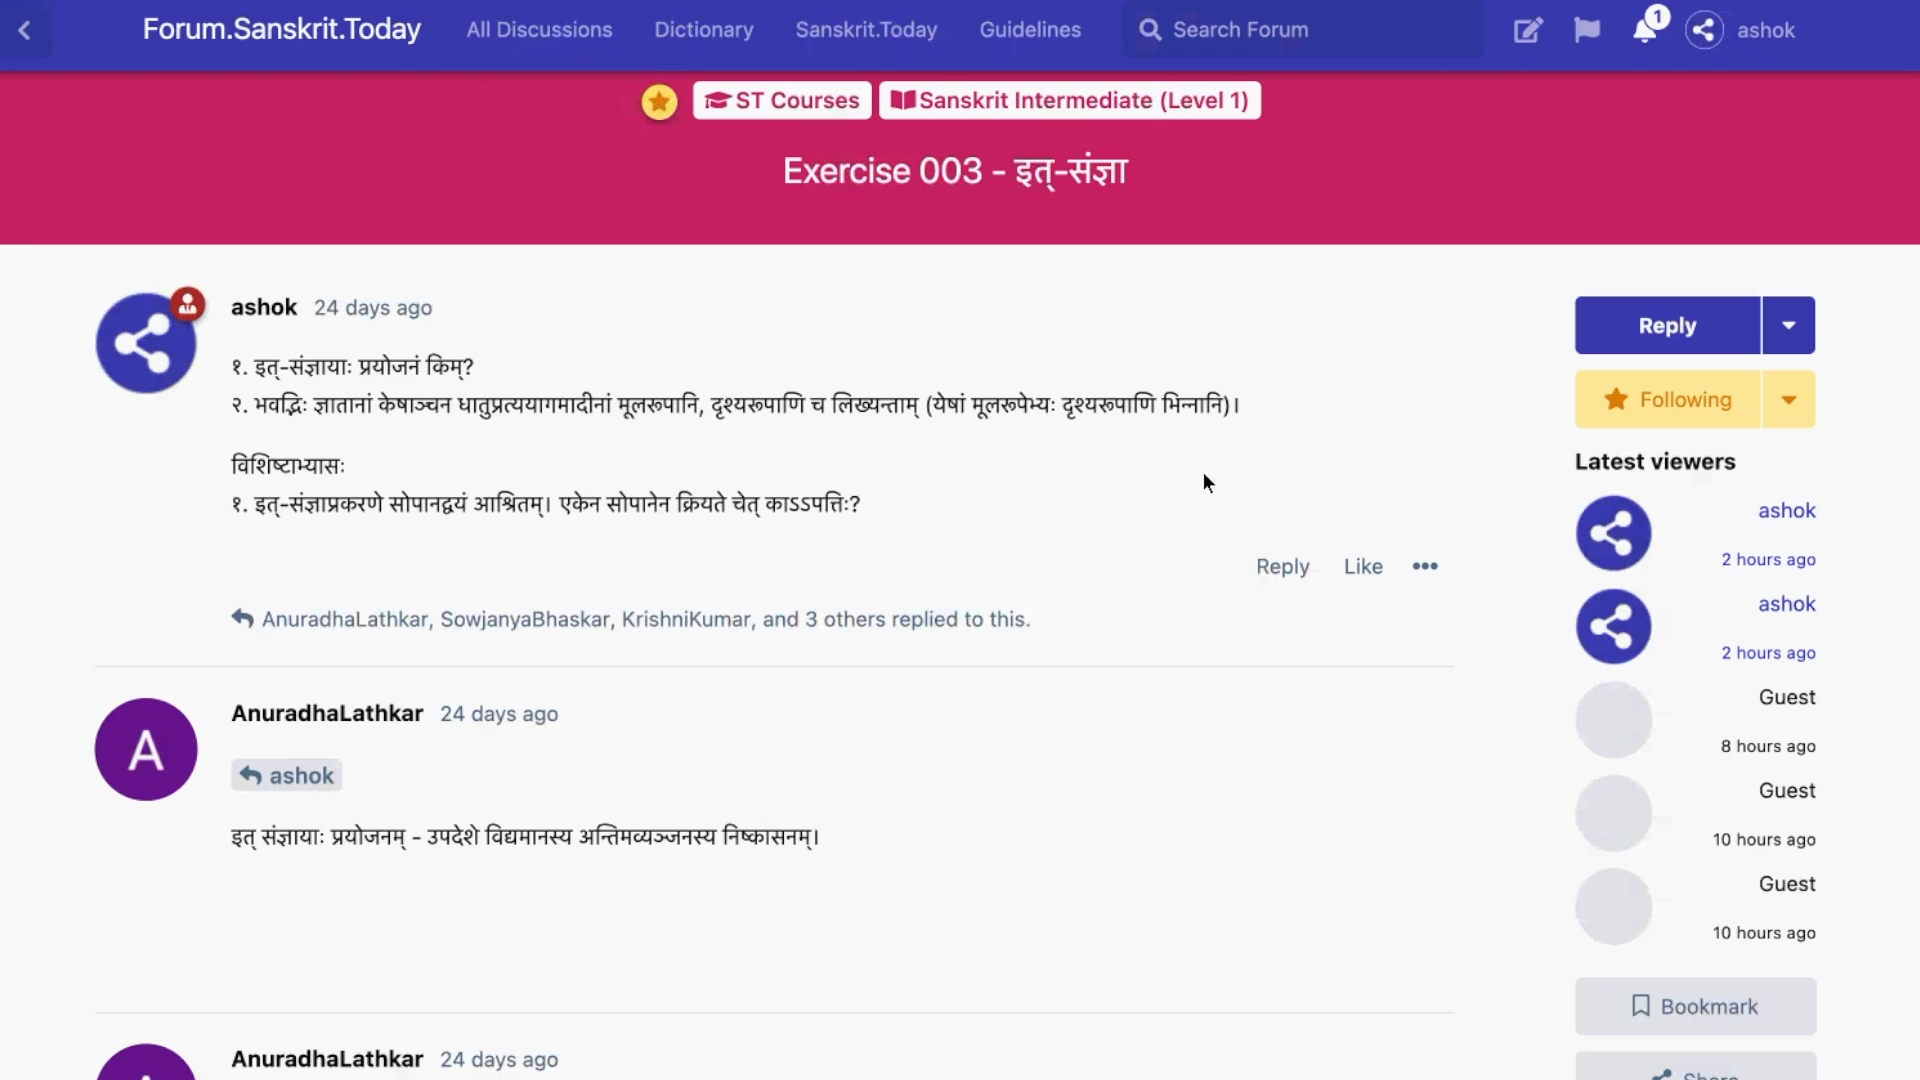 Forum.Sanskrit.Today All Discussions Dictionary Sanskrit.Today Guidelines Search Forum 1 ashok
ST Courses Sanskrit Intermediate (Level 1)
Exercise 003 - इत्-संज्ञा
ashok 24 days ago
१. इत्-संज्ञायाः प्रयोजनं किम्?
२. भवद्भिः ज्ञातानां केषाञ्चन धातुप्रत्ययागमादीनां मूलरूपानि, दृश्यरूपाणि च लिख्यन्ताम् (येषां मूलरूपेभ्यः दृश्यरूपाणि भिन्नानि)।
विशिष्टाभ्यासः
१. इत्-संज्ञाप्रकरणे सोपानद्वयं आश्रितम्। एकेन सोपानेन क्रियते चेत् काऽऽपत्तिः?
Reply Like •••
AnuradhaLathkar, SowjanyaBhaskar, KrishniKumar, and 3 others replied to this.
AnuradhaLathkar 24 days ago
A
ashok
इत् संज्ञायाः प्रयोजनम् - उपदेशे विद्यमानस्य अन्तिमव्यञ्जनस्य निष्कासनम्।
AnuradhaLathkar 24 days ago
Reply
Following
Latest viewers
ashok
2 hours ago
ashok
2 hours ago
Guest
8 hours ago
Guest
10 hours ago
Guest
10 hours ago
Bookmark
Share